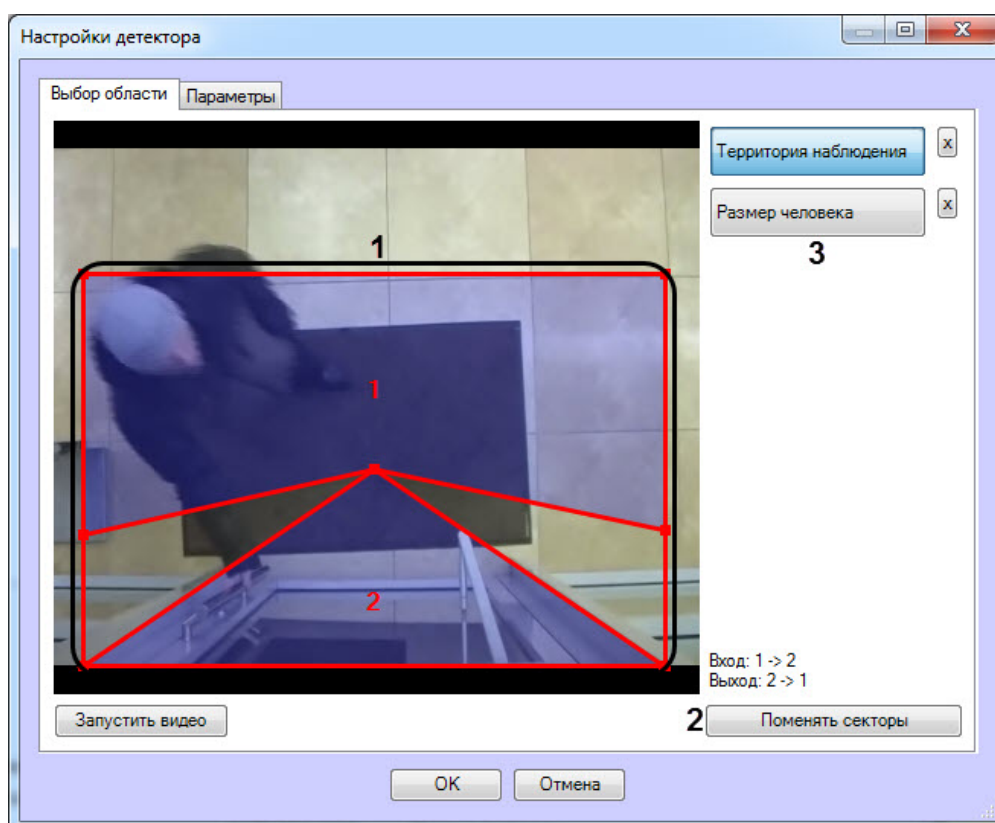 Настройки детектора
Выбор области
Параметры
Территория наблюдения
x
Размер человека
x
3
1
1
2
Вход: 1 -> 2
Выход: 2 -> 1
Запустить видео
2
Поменять секторы
OK
Отмена